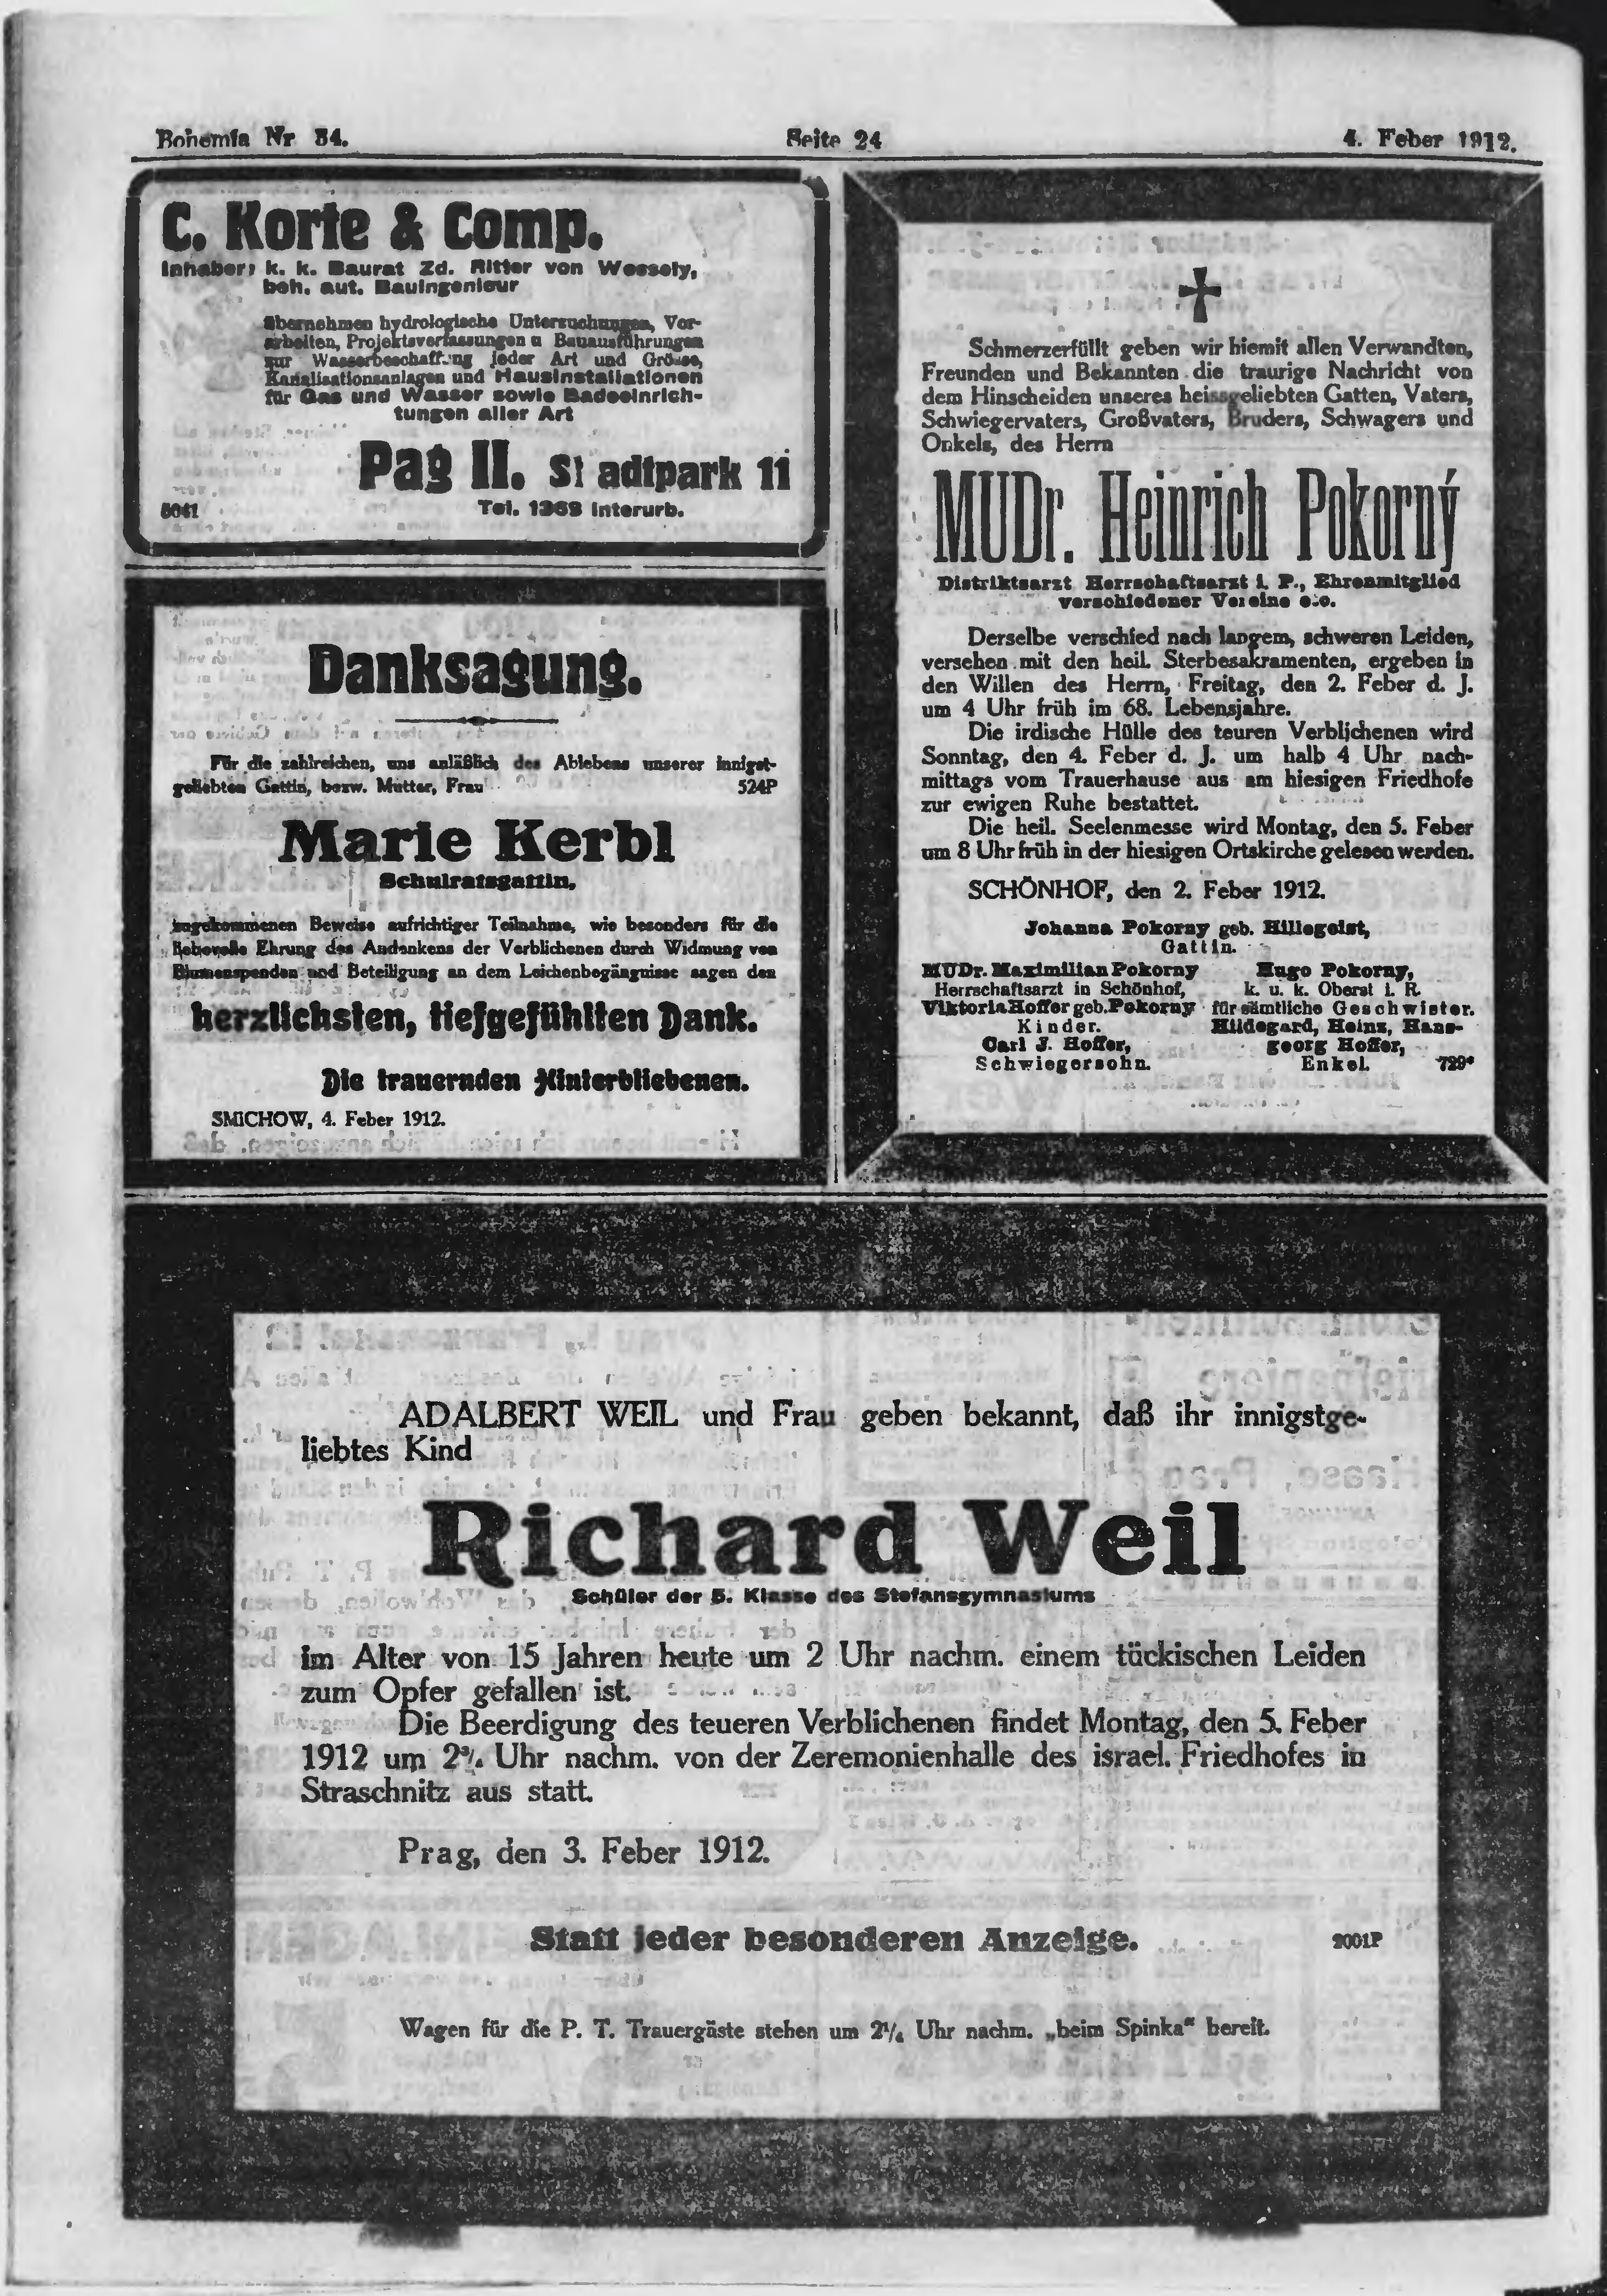 Bohemia Nr 34.
Seite 24
4. Feber 1912.
C. Korte & Comp.
Inhaber: k. k. Baurat Zd. Ritter von Wessely,
beh. aut. Bauingenieur
übernehmen hydrologische Untersuchungen, Vor-
arbeiten, Projektsverfassungen u Bauausführungen
zur Wasserbeschaffung jeder Art und Grösse,
Kanalisationsanlagen und Hausinstallationen
für Gas und Wasser sowie Badeeinrich-
tungen aller Art
Pag II. St adtpark 11
5041
Tel. 1368 interurb.
Danksagung.
Für die zahlreichen, uns anläßlich des Ablebens unserer innigst-
geliebten Gattin, bezw. Mutter, Frau 524P
Marie Kerbl
Schulratsgattin,
zugekommenen Beweise aufrichtiger Teilnahme, wie besonders für die
liebevolle Ehrung des Andenkens der Verblichenen durch Widmung von
Blumenspenden und Beteiligung an dem Leichenbegängnisse sagen den
herzlichsten, tiefgefühlten Dank.
Die trauernden Hinterbliebenen.
SMICHOW, 4. Feber 1912.
Schmerzerfüllt geben wir hiemit allen Verwandten,
Freunden und Bekannten die traurige Nachricht von
dem Hinscheiden unseres heissgeliebten Gatten, Vaters,
Schwiegervaters, Großvaters, Bruders, Schwagers und
Onkels, des Herrn
MUDr. Heinrich Pokorný
Distriktsarzt Herrschaftsarzt i. P., Ehrenmitglied
verschiedener Vereine etc.
Derselbe verschied nach langem, schweren Leiden,
versehen mit den heil. Sterbesakramenten, ergeben in
den Willen des Herrn, Freitag, den 2. Feber d. J.
um 4 Uhr früh im 68. Lebensjahre.
Die irdische Hülle des teuren Verblichenen wird
Sonntag, den 4. Feber d. J. um halb 4 Uhr nach-
mittags vom Trauerhause aus am hiesigen Friedhofe
zur ewigen Ruhe bestattet.
Die heil. Seelenmesse wird Montag, den 5. Feber
um 8 Uhr früh in der hiesigen Ortskirche gelesen werden.
SCHÖNHOF, den 2. Feber 1912.
Johanna Pokorny geb. Hillegeist,
Gattin.
MUDr. Maximilian Pokorny
Herrschaftsarzt in Schönhof,
Viktoria Hoffer geb. Pokorny
Kinder.
Carl J. Hoffer,
Schwiegersohn.
Hugo Pokorny,
k. u. k. Oberst i. R.
für sämtliche Geschwister.
Hildegard, Heinz, Hans-
georg Hoffer,
Enkel. 729*
ADALBERT WEIL und Frau geben bekannt, daß ihr innigstge-
liebtes Kind
Richard Weil
Schüler der 5. Klasse des Stefansgymnasiums
im Alter von 15 Jahren heute um 2 Uhr nachm. einem tückischen Leiden
zum Opfer gefallen ist.
Die Beerdigung des teueren Verblichenen findet Montag, den 5. Feber
1912 um 2¾ Uhr nachm. von der Zeremonienhalle des israel. Friedhofes in
Straschnitz aus statt.
Prag, den 3. Feber 1912.
Statt jeder besonderen Anzeige. 2001P
Wagen für die P. T. Trauergäste stehen um 2¼ Uhr nachm. „beim Spinka“ bereit.